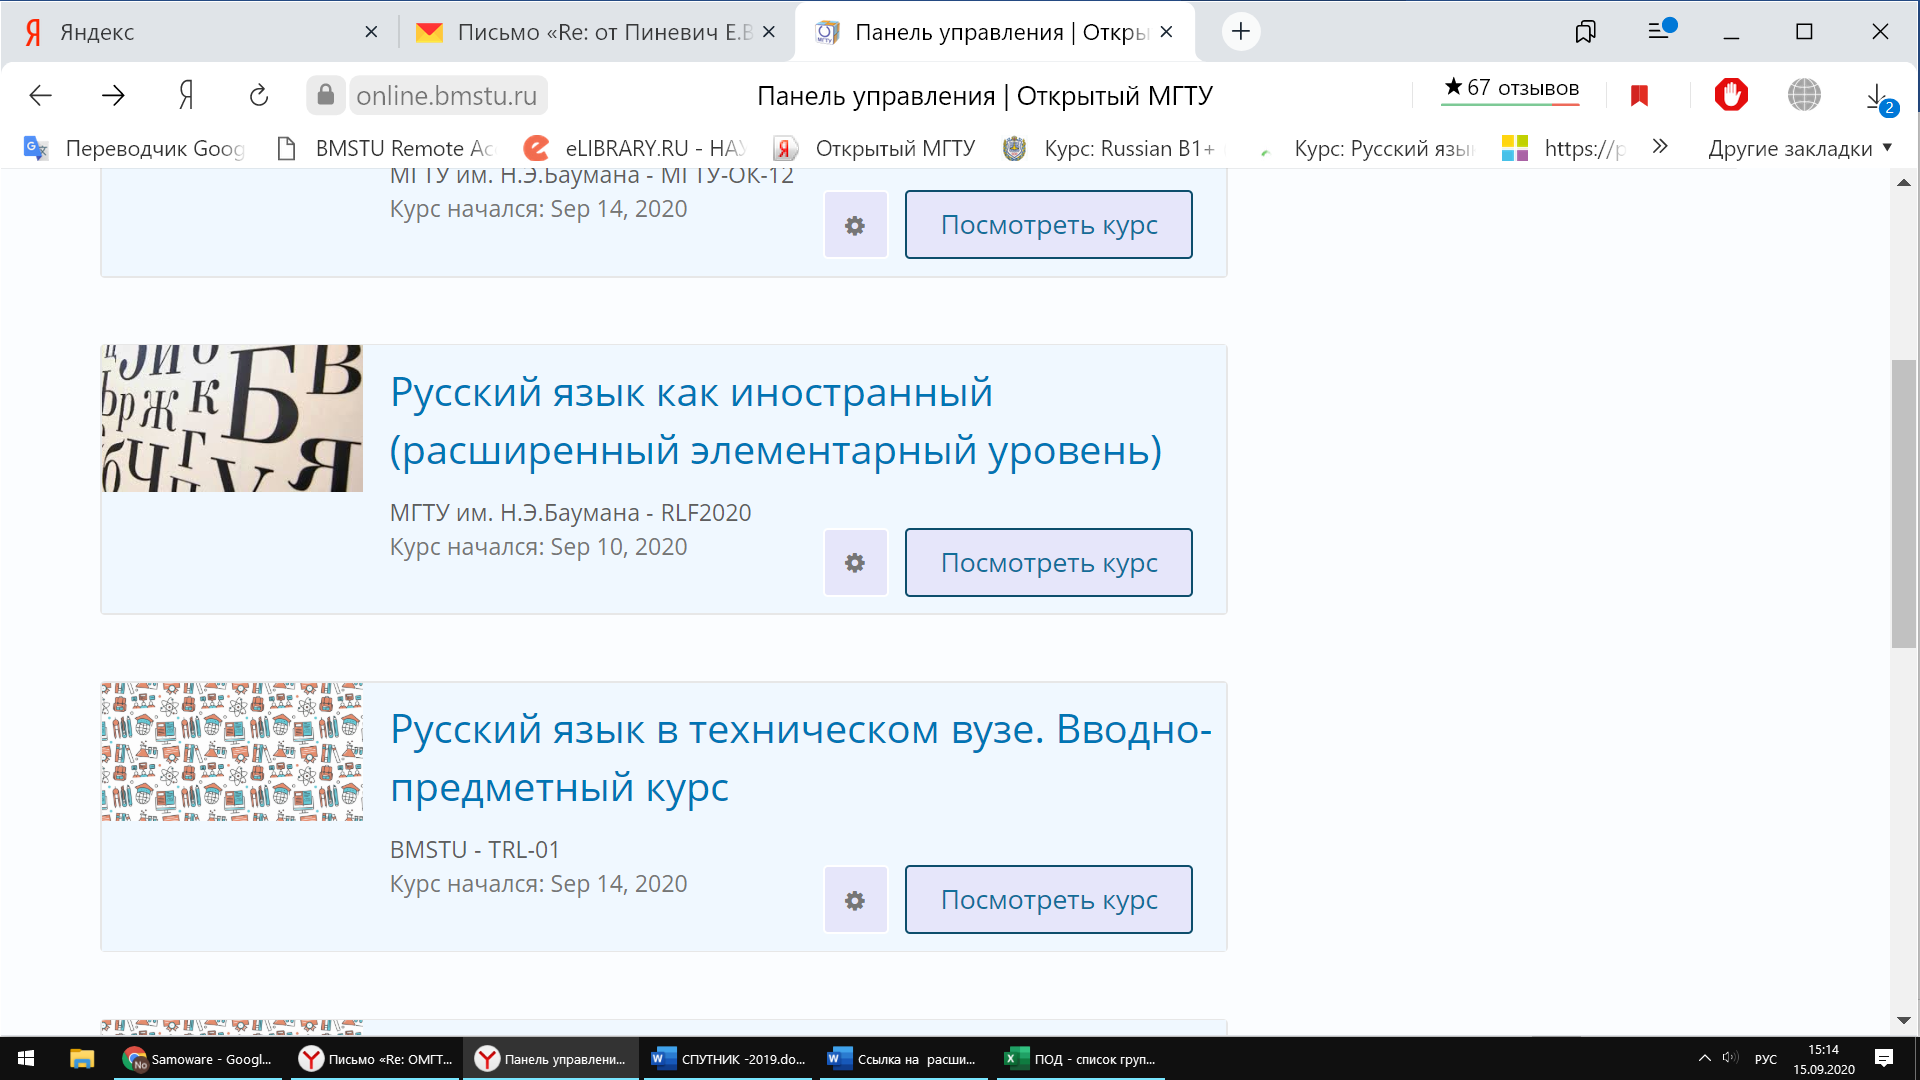 Яндекс
Письмо «Re: от Пиневич Е.В
Панель управления | Откры
online.bmstu.ru
Панель управления | Открытый МГТУ
★ 67 отзывов
2
Переводчик Goog
BMSTU Remote Ac
eLIBRARY.RU - НАУ
Открытый МГТУ
Курс: Russian B1+
Курс: Русский язы
https://p
Другие закладки
МГТУ им. Н.Э.Баумана - МГТУ-ОК-12
Курс начался: Sep 14, 2020
Посмотреть курс
Русский язык как иностранный
(расширенный элементарный уровень)
МГТУ им. Н.Э.Баумана - RLF2020
Курс начался: Sep 10, 2020
Посмотреть курс
Русский язык в техническом вузе. Вводно-
предметный курс
BMSTU - TRL-01
Курс начался: Sep 14, 2020
Посмотреть курс
Samoware - Googl...
Письмо «Re: ОМГТ...
Панель управлени...
СПУТНИК -2019.do...
Ссылка на расши...
ПОД - список груп...
РУС
15:14
15.09.2020